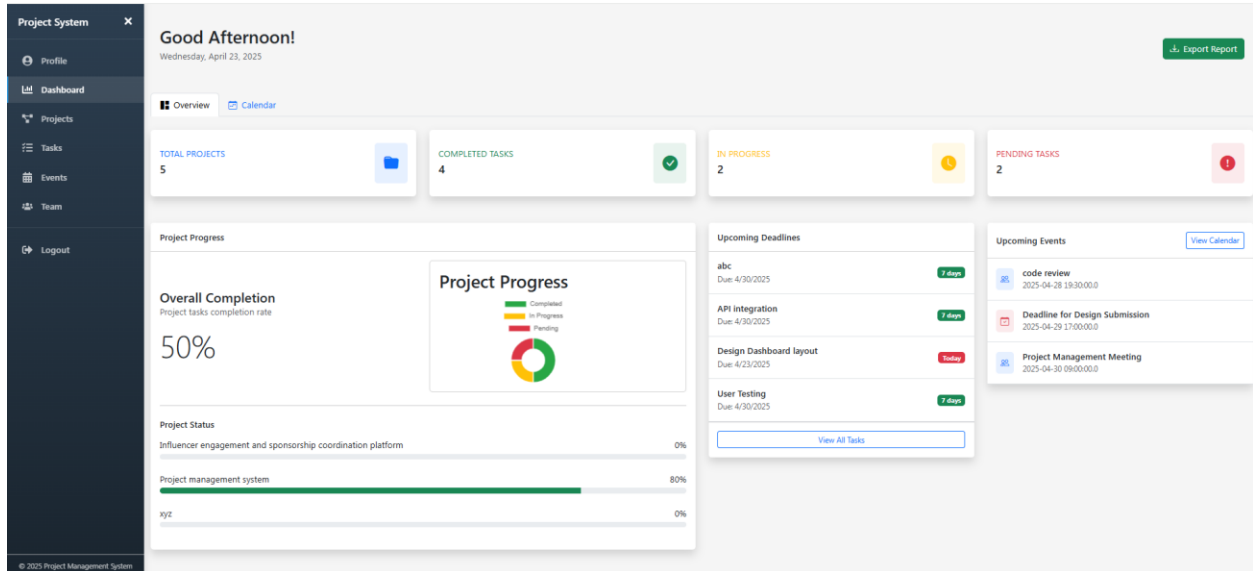 Project System ×
Profile
Dashboard
Projects
Tasks
Events
Team
Logout
© 2025 Project Management System
Good Afternoon!
Wednesday, April 23, 2025
Export Report
Overview Calendar
TOTAL PROJECTS
5
COMPLETED TASKS
4
IN PROGRESS
2
PENDING TASKS
2
Project Progress
Overall Completion
Project tasks completion rate
50%
Project Progress
Completed
In Progress
Pending
Project Status
Influencer engagement and sponsorship coordination platform 0%
Project management system 80%
xyz 0%
Upcoming Deadlines
abc
Due: 4/30/2025
7 days
API integration
Due: 4/30/2025
7 days
Design Dashboard layout
Due: 4/23/2025
Today
User Testing
Due: 4/30/2025
7 days
View All Tasks
Upcoming Events View Calendar
code review
2025-04-28 19:30:00.0
Deadline for Design Submission
2025-04-29 17:00:00.0
Project Management Meeting
2025-04-30 09:00:00.0